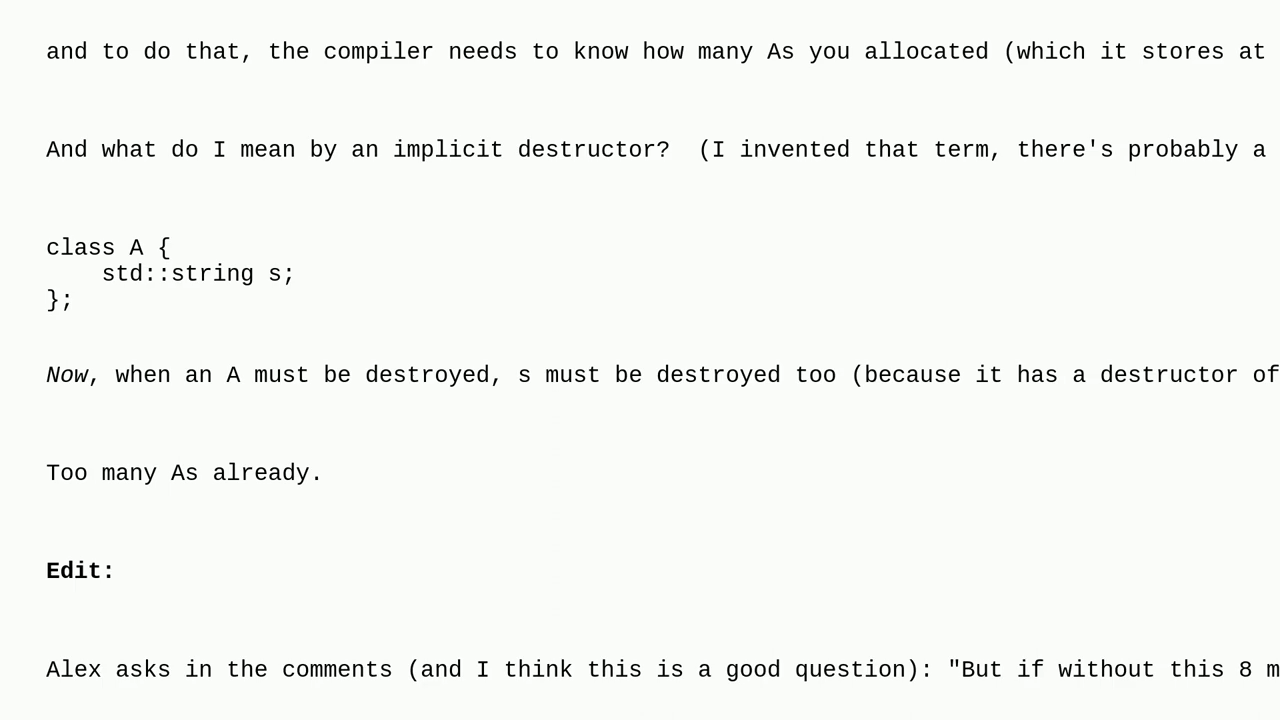 and to do that, the compiler needs to know how many As you allocated (which it stores at
And what do I mean by an implicit destructor?  (I invented that term, there's probably a
class A {
    std::string s;
};
Now, when an A must be destroyed, s must be destroyed too (because it has a destructor of
Too many As already.
Edit:
Alex asks in the comments (and I think this is a good question): "But if without this 8 m